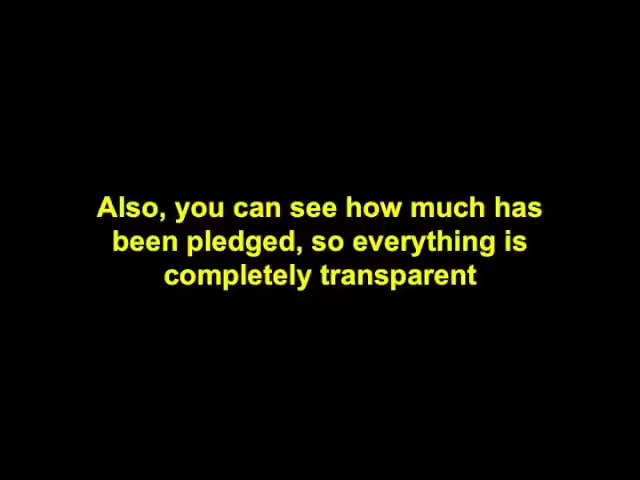 Also, you can see how much has
been pledged, so everything is
completely transparent